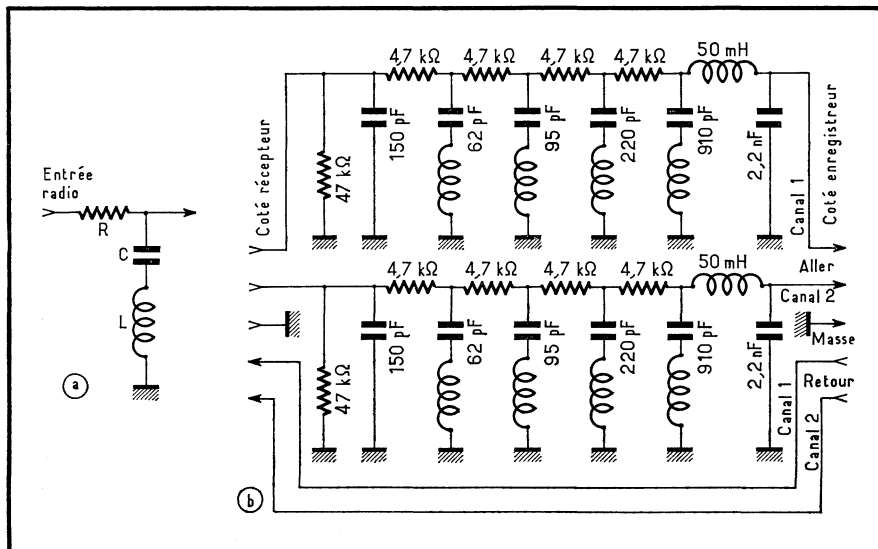 Entrée
radio
R
C
L
a
Coté récepteur
47 kΩ
150 pF
4,7 kΩ
62 pF
4,7 kΩ
95 pF
4,7 kΩ
220 pF
4,7 kΩ
910 pF
50 mH
2,2 nF
Canal 1
Coté enregistreur
Aller
47 kΩ
150 pF
4,7 kΩ
62 pF
4,7 kΩ
95 pF
4,7 kΩ
220 pF
4,7 kΩ
910 pF
50 mH
2,2 nF
Canal 2
Masse
Retour
Canal 1
Canal 2
b